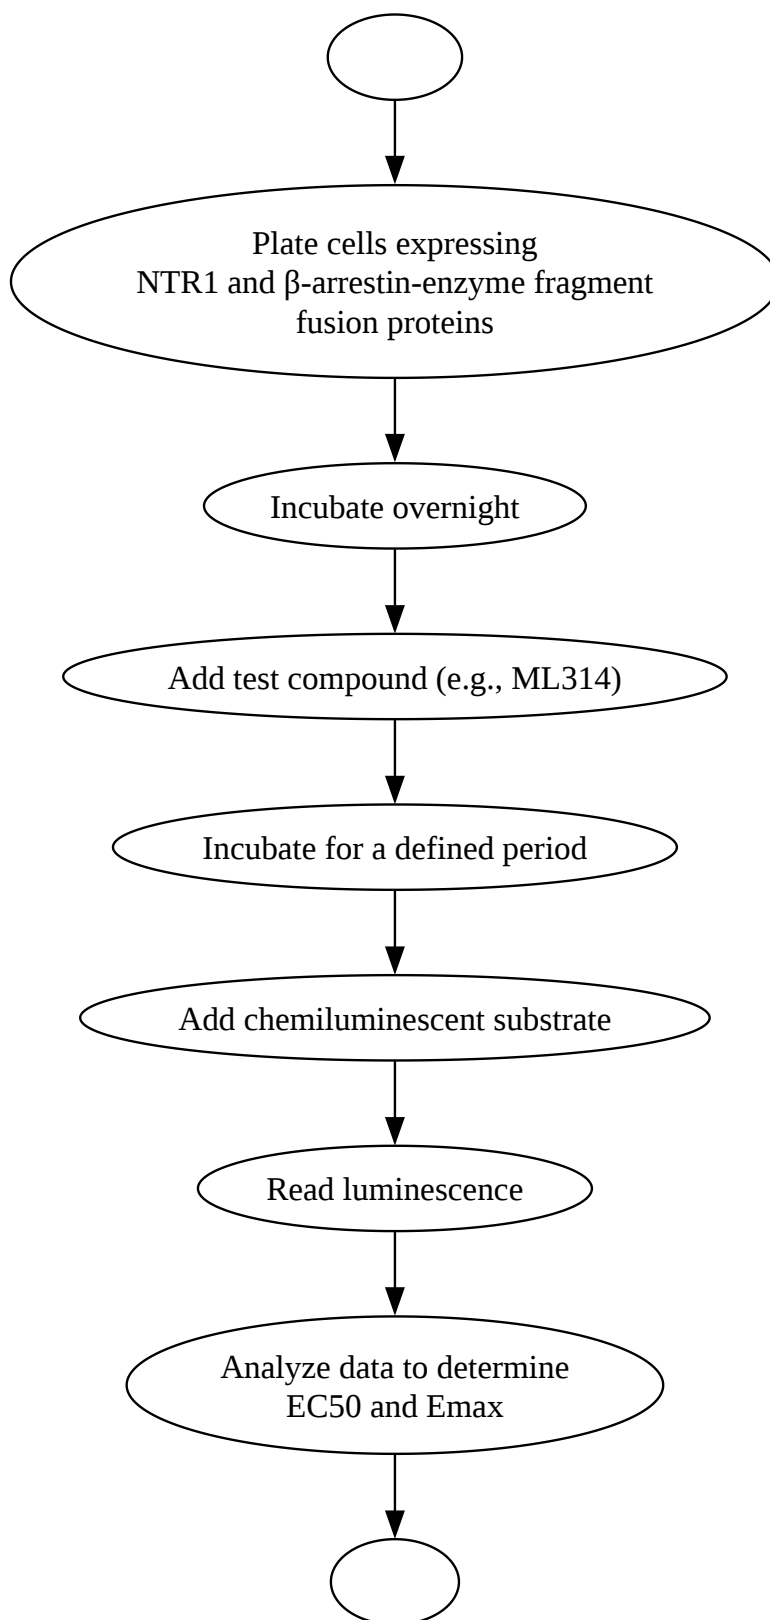 Plate cells expressing
NTR1 and β-arrestin-enzyme fragment
fusion proteins
Incubate overnight
Add test compound (e.g., ML314)
Incubate for a defined period
Add chemiluminescent substrate
Read luminescence
Analyze data to determine
EC50 and Emax